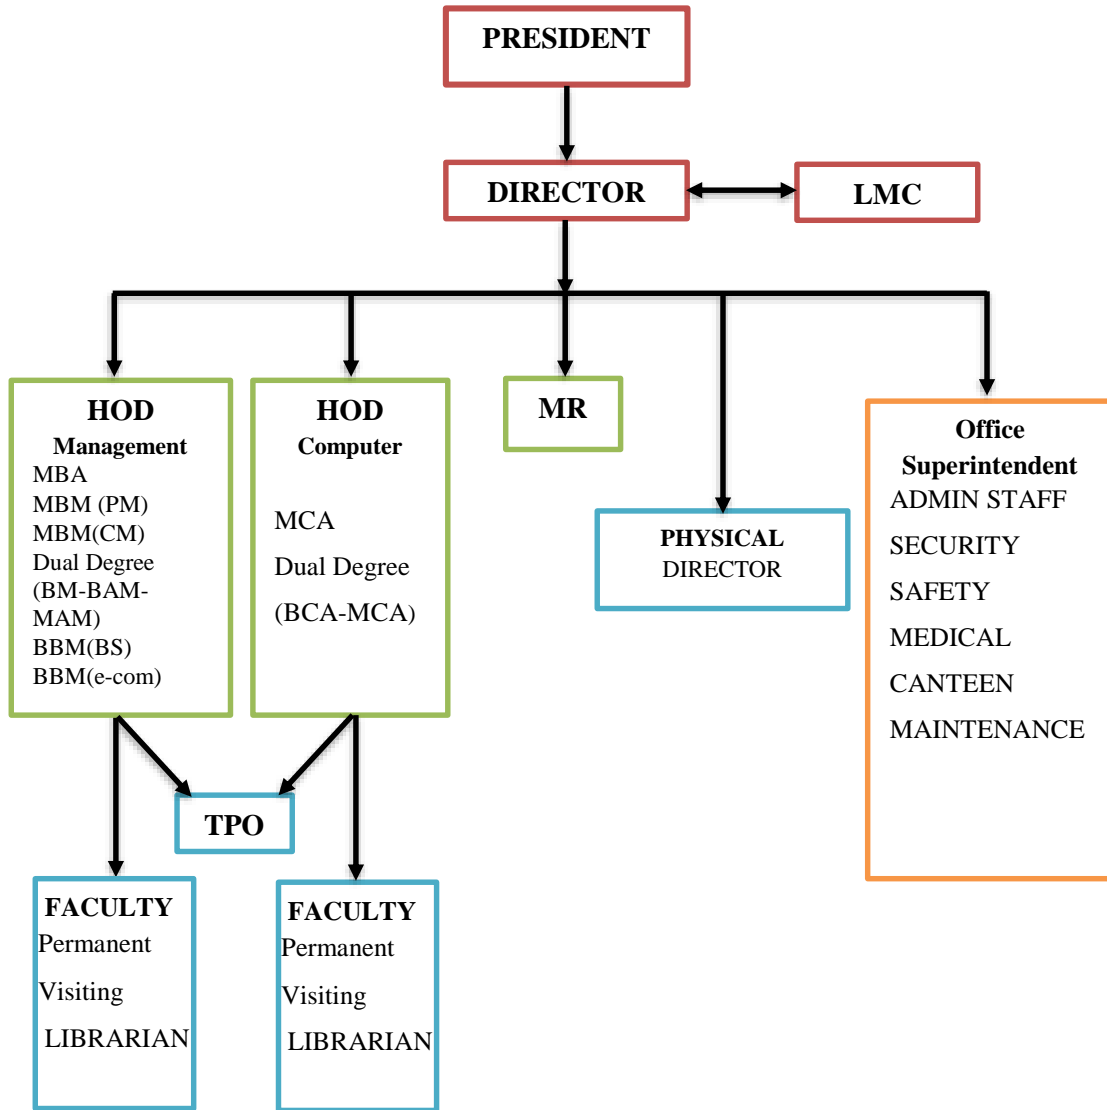 PRESIDENT
DIRECTOR
LMC
HOD
Management
MBA
MBM (PM)
MBM(CM)
Dual Degree
(BM-BAM-
MAM)
BBM(BS)
BBM(e-com)
HOD
Computer
MCA
Dual Degree
(BCA-MCA)
MR
PHYSICAL
DIRECTOR
Office
Superintendent
ADMIN STAFF
SECURITY
SAFETY
MEDICAL
CANTEEN
MAINTENANCE
TPO
FACULTY
Permanent
Visiting
LIBRARIAN
FACULTY
Permanent
Visiting
LIBRARIAN